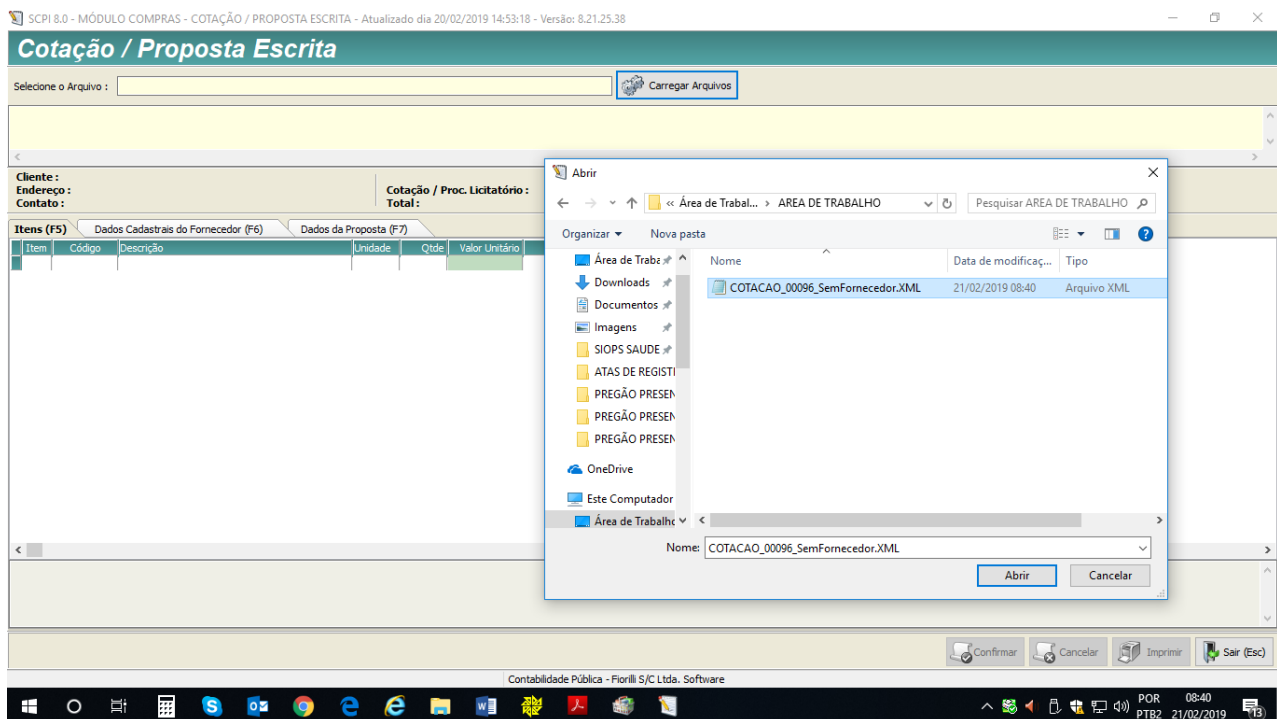 SCPI 8.0 - MÓDULO COMPRAS - COTAÇÃO / PROPOSTA ESCRITA - Atualizado dia 20/02/2019 14:53:18 - Versão: 8.21.25.38
Cotação / Proposta Escrita
Selecione o Arquivo :
Carregar Arquivos
Cliente :
Endereço :
Cotação / Proc. Licitatório :
Contato :
Total :
Itens (F5) Dados Cadastrais do Fornecedor (F6) Dados da Proposta (F7)
Item Código Descrição Unidade Qtde Valor Unitário
Abrir
« Área de Trabal... > AREA DE TRABALHO
Pesquisar AREA DE TRABALHO
Organizar Nova pasta
Nome Data de modificaç... Tipo
COTACAO_00096_SemFornecedor.XML 21/02/2019 08:40 Arquivo XML
Área de Traba
Downloads
Documentos
Imagens
SIOPS SAUDE
ATAS DE REGISTI
PREGÃO PRESEN
PREGÃO PRESEN
PREGÃO PRESEN
OneDrive
Este Computador
Área de Trabalho
Nome: COTACAO_00096_SemFornecedor.XML
Abrir Cancelar
Confirmar Cancelar Imprimir Sair (Esc)
Contabilidade Pública - Fiorilli S/C Ltda. Software
POR 08:40
PTB2 21/02/2019
13